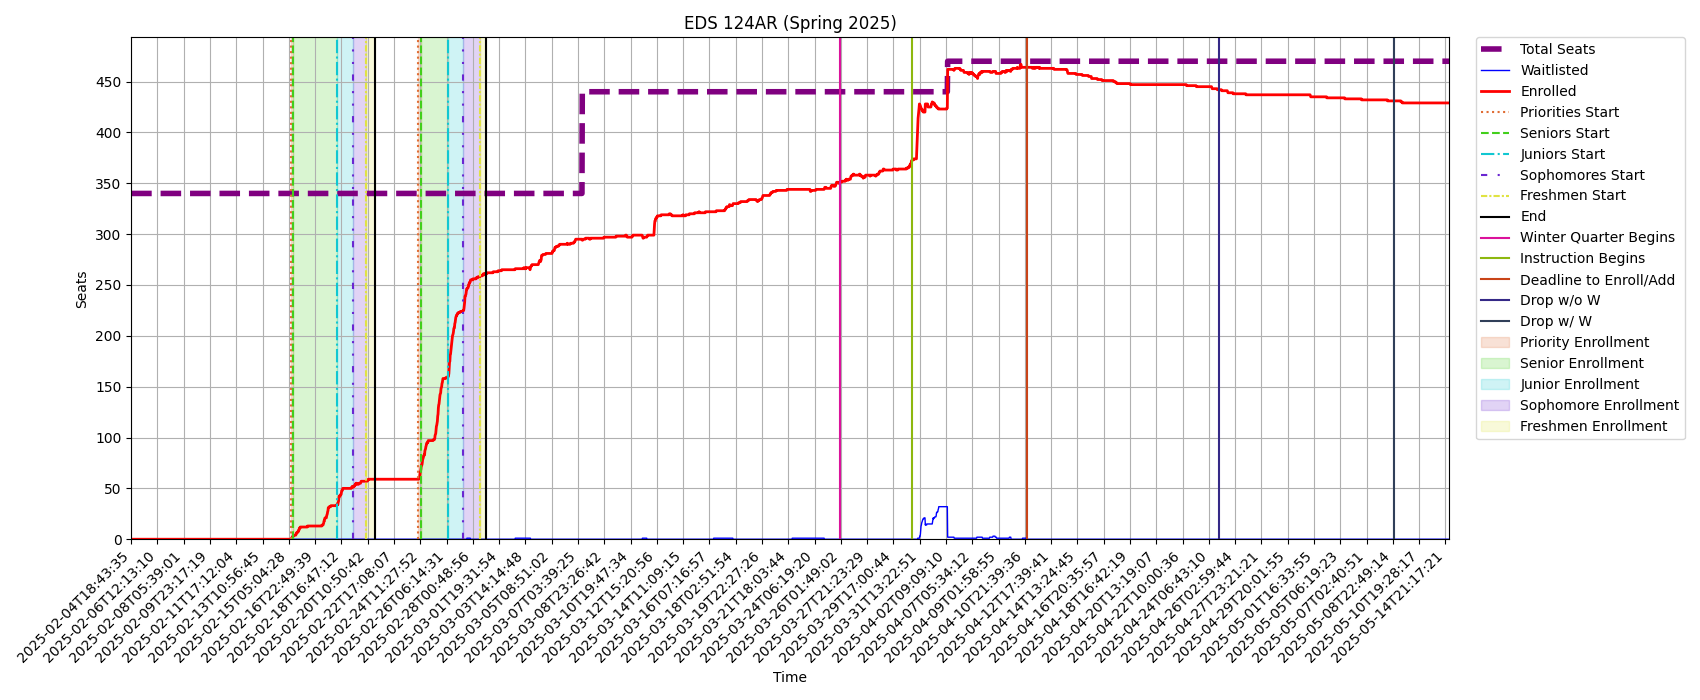 EDS 124AR (Spring 2025)
Seats
450
400
350
300
250
200
150
100
50
0
2025-02-04T18:43:35
2025-02-06T12:13:10
2025-02-08T05:39:01
2025-02-09T23:17:19
2025-02-11T17:12:04
2025-02-13T10:56:45
2025-02-15T05:04:28
2025-02-16T22:49:39
2025-02-18T16:47:12
2025-02-20T10:50:42
2025-02-22T17:08:07
2025-02-24T11:27:52
2025-02-26T06:14:31
2025-02-28T00:48:56
2025-03-01T19:31:54
2025-03-03T14:14:48
2025-03-05T08:51:02
2025-03-07T03:39:25
2025-03-08T23:26:42
2025-03-10T19:47:34
2025-03-12T15:20:56
2025-03-14T11:09:15
2025-03-16T07:16:57
2025-03-18T02:51:54
2025-03-19T22:27:26
2025-03-21T18:03:44
2025-03-24T06:19:20
2025-03-26T01:49:02
2025-03-27T21:23:29
2025-03-29T17:00:44
2025-03-31T13:22:51
2025-04-02T09:09:10
2025-04-07T05:34:12
2025-04-09T01:58:55
2025-04-10T21:39:36
2025-04-12T17:39:41
2025-04-14T13:24:45
2025-04-16T20:35:57
2025-04-18T16:42:19
2025-04-20T13:19:07
2025-04-22T10:00:36
2025-04-24T06:43:10
2025-04-26T02:59:44
2025-04-27T23:21:21
2025-04-29T20:01:55
2025-05-01T16:33:55
2025-05-05T06:19:23
2025-05-07T02:40:51
2025-05-08T22:49:14
2025-05-10T19:28:17
2025-05-14T21:17:21
Time
Total Seats
Waitlisted
Enrolled
Priorities Start
Seniors Start
Juniors Start
Sophomores Start
Freshmen Start
End
Winter Quarter Begins
Instruction Begins
Deadline to Enroll/Add
Drop w/o W
Drop w/ W
Priority Enrollment
Senior Enrollment
Junior Enrollment
Sophomore Enrollment
Freshmen Enrollment